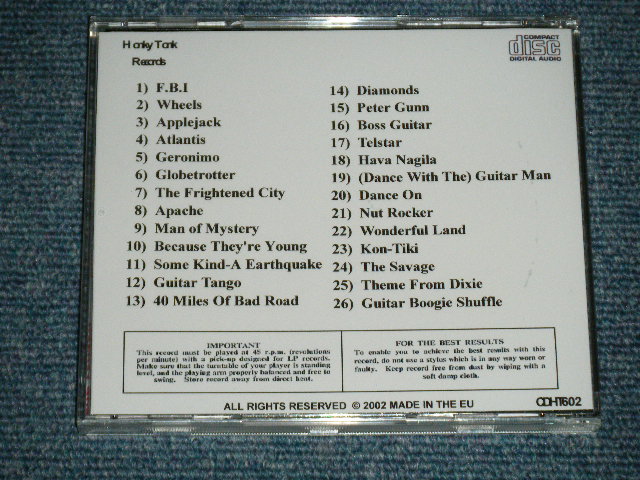 Honky Tonk
Records
COMPACT
disc
DIGITAL AUDIO
1) F.B.I
2) Wheels
3) Applejack
4) Atlantis
5) Geronimo
6) Globetrotter
7) The Frightened City
8) Apache
9) Man of Mystery
10) Because They're Young
11) Some Kind-A Earthquake
12) Guitar Tango
13) 40 Miles Of Bad Road
14) Diamonds
15) Peter Gunn
16) Boss Guitar
17) Telstar
18) Hava Nagila
19) (Dance With The) Guitar Man
20) Dance On
21) Nut Rocker
22) Wonderful Land
23) Kon-Tiki
24) The Savage
25) Theme From Dixie
26) Guitar Boogie Shuffle
IMPORTANT
This record must be played at 45 r.p.m. (revolutions
per minute) with a pick-up designed for LP records.
Make sure that the turntable of your player is standing
level, and the playing arm properly balanced and free to
swing. Store record away from direct heat.
FOR THE BEST RESULTS
To enable you to achieve the best results with this
record, do not use a stylus which is in any way worn or
faulty. Keep record free from dust by wiping with a
soft damp cloth.
ALL RIGHTS RESERVED © 2002 MADE IN THE EU
CDHT602